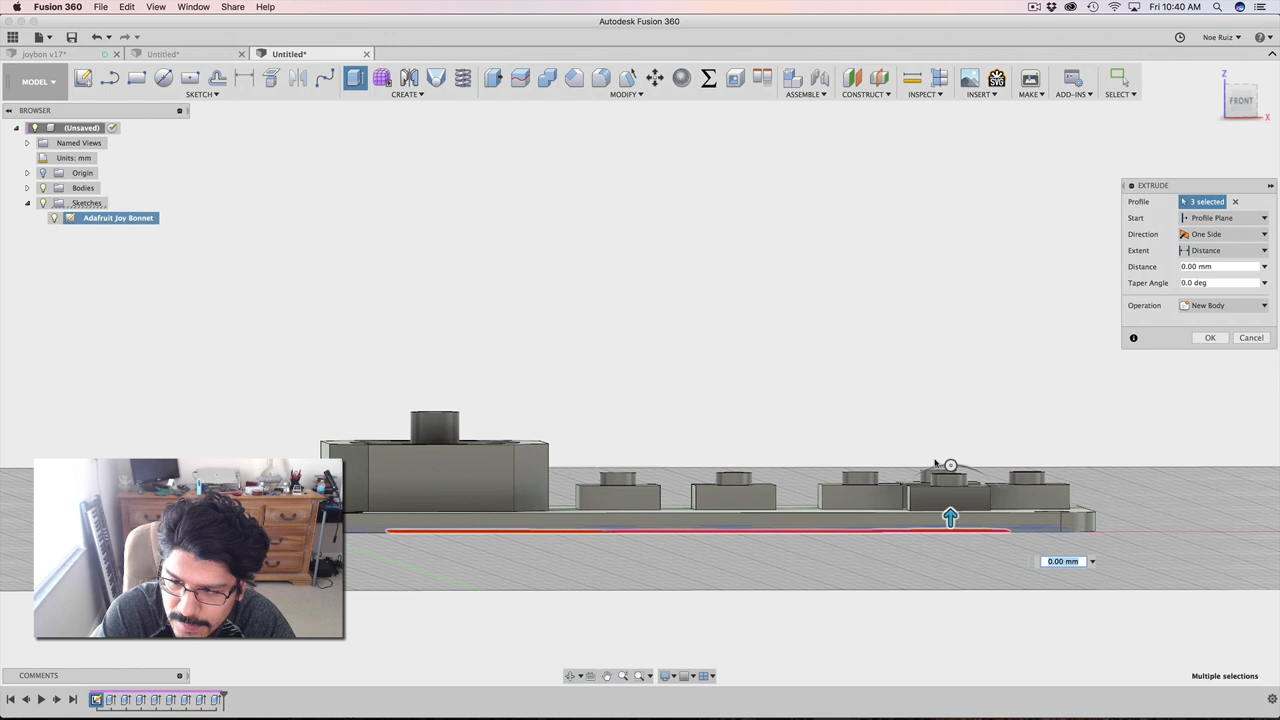 Fusion 360 File Edit View Window Share Help Fri 10:40 AM
Autodesk Fusion 360
Noe Ruiz
joybon v17* Untitled* Untitled*
MODEL SKETCH CREATE MODIFY ASSEMBLE CONSTRUCT INSPECT INSERT MAKE ADD-INS SELECT
BROWSER
(Unsaved)
Named Views
Units: mm
Origin
Bodies
Sketches
Adafruit Joy Bonnet
Z
FRONT
X
EXTRUDE
Profile 3 selected
Start Profile Plane
Direction One Side
Extent Distance
Distance 0.00 mm
Taper Angle 0.0 deg
Operation New Body
OK Cancel
0.00 mm
COMMENTS
Multiple selections